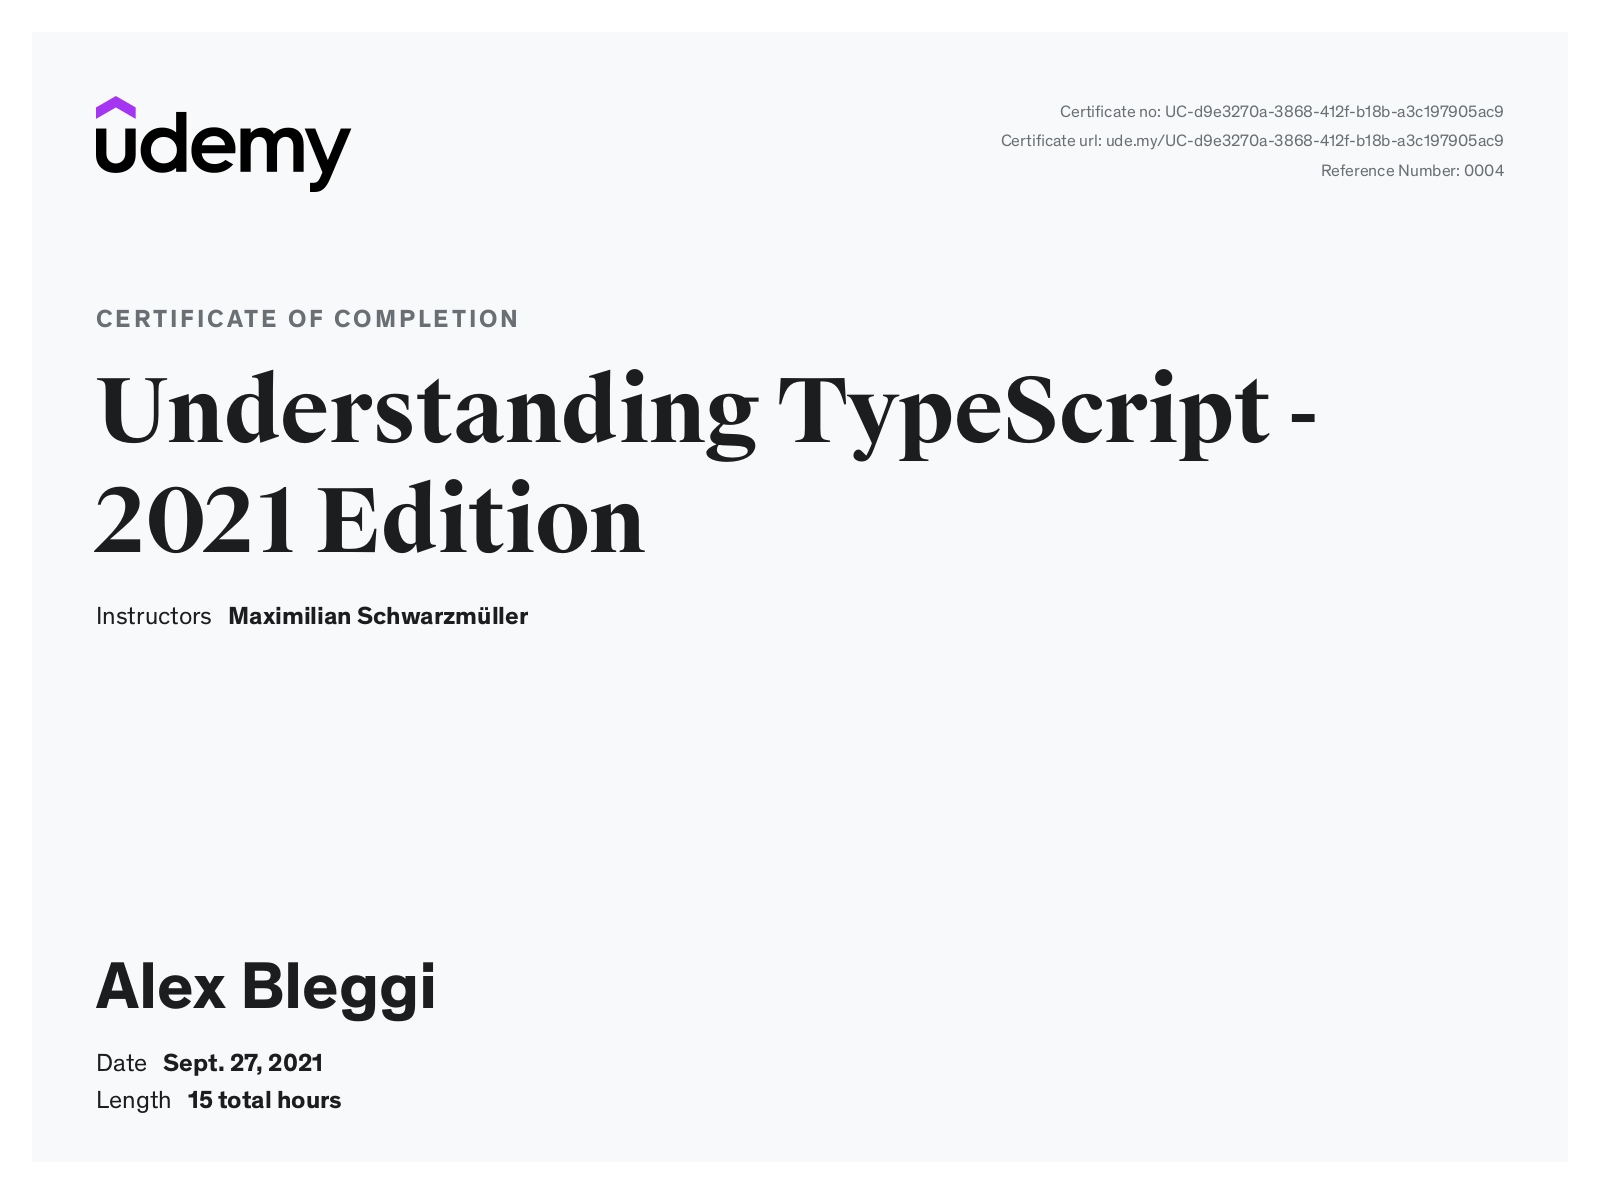 udemy
Certificate no: UC-d9e3270a-3868-412f-b18b-a3c197905ac9
Certificate url: ude.my/UC-d9e3270a-3868-412f-b18b-a3c197905ac9
Reference Number: 0004
CERTIFICATE OF COMPLETION
Understanding TypeScript -
2021 Edition
Instructors Maximilian Schwarzmüller
Alex Bleggi
Date Sept. 27, 2021
Length 15 total hours